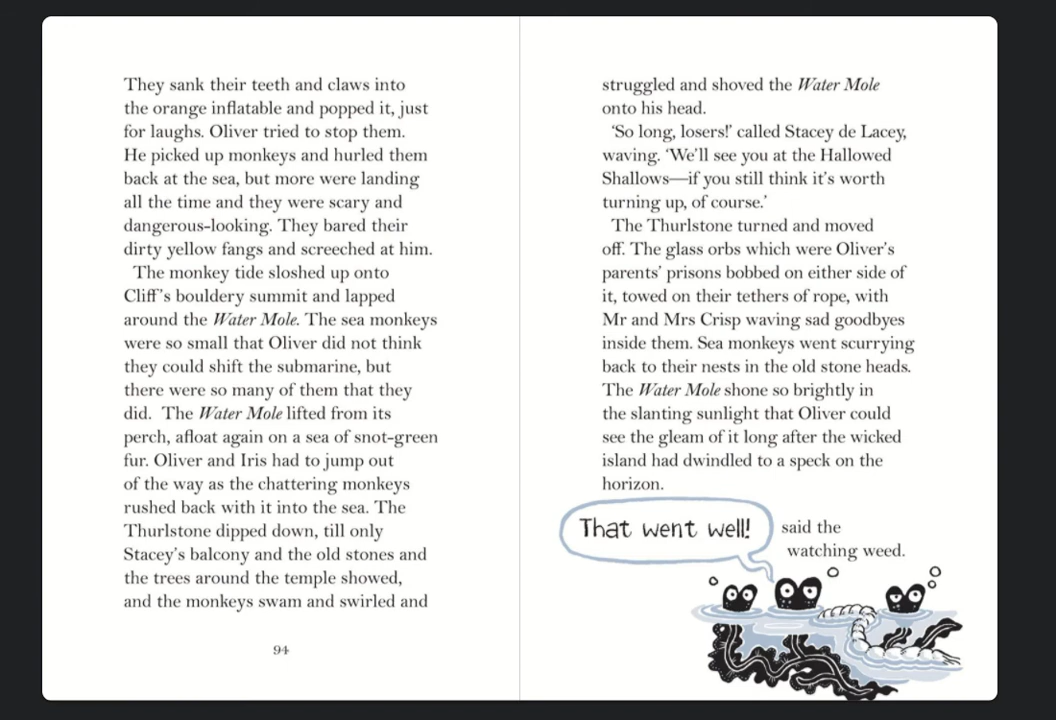 They sank their teeth and claws into
the orange inflatable and popped it, just
for laughs. Oliver tried to stop them.
He picked up monkeys and hurled them
back at the sea, but more were landing
all the time and they were scary and
dangerous-looking. They bared their
dirty yellow fangs and screeched at him.
The monkey tide sloshed up onto
Cliff's bouldery summit and lapped
around the Water Mole. The sea monkeys
were so small that Oliver did not think
they could shift the submarine, but
there were so many of them that they
did. The Water Mole lifted from its
perch, afloat again on a sea of snot-green
fur. Oliver and Iris had to jump out
of the way as the chattering monkeys
rushed back with it into the sea. The
Thurlstone dipped down, till only
Stacey's balcony and the old stones and
the trees around the temple showed,
and the monkeys swam and swirled and
94
struggled and shoved the Water Mole
onto his head.
'So long, losers!' called Stacey de Lacey,
waving. 'We'll see you at the Hallowed
Shallows—if you still think it's worth
turning up, of course.'
The Thurlstone turned and moved
off. The glass orbs which were Oliver's
parents' prisons bobbed on either side of
it, towed on their tethers of rope, with
Mr and Mrs Crisp waving sad goodbyes
inside them. Sea monkeys went scurrying
back to their nests in the old stone heads.
The Water Mole shone so brightly in
the slanting sunlight that Oliver could
see the gleam of it long after the wicked
island had dwindled to a speck on the
horizon.
That went well! said the
watching weed.